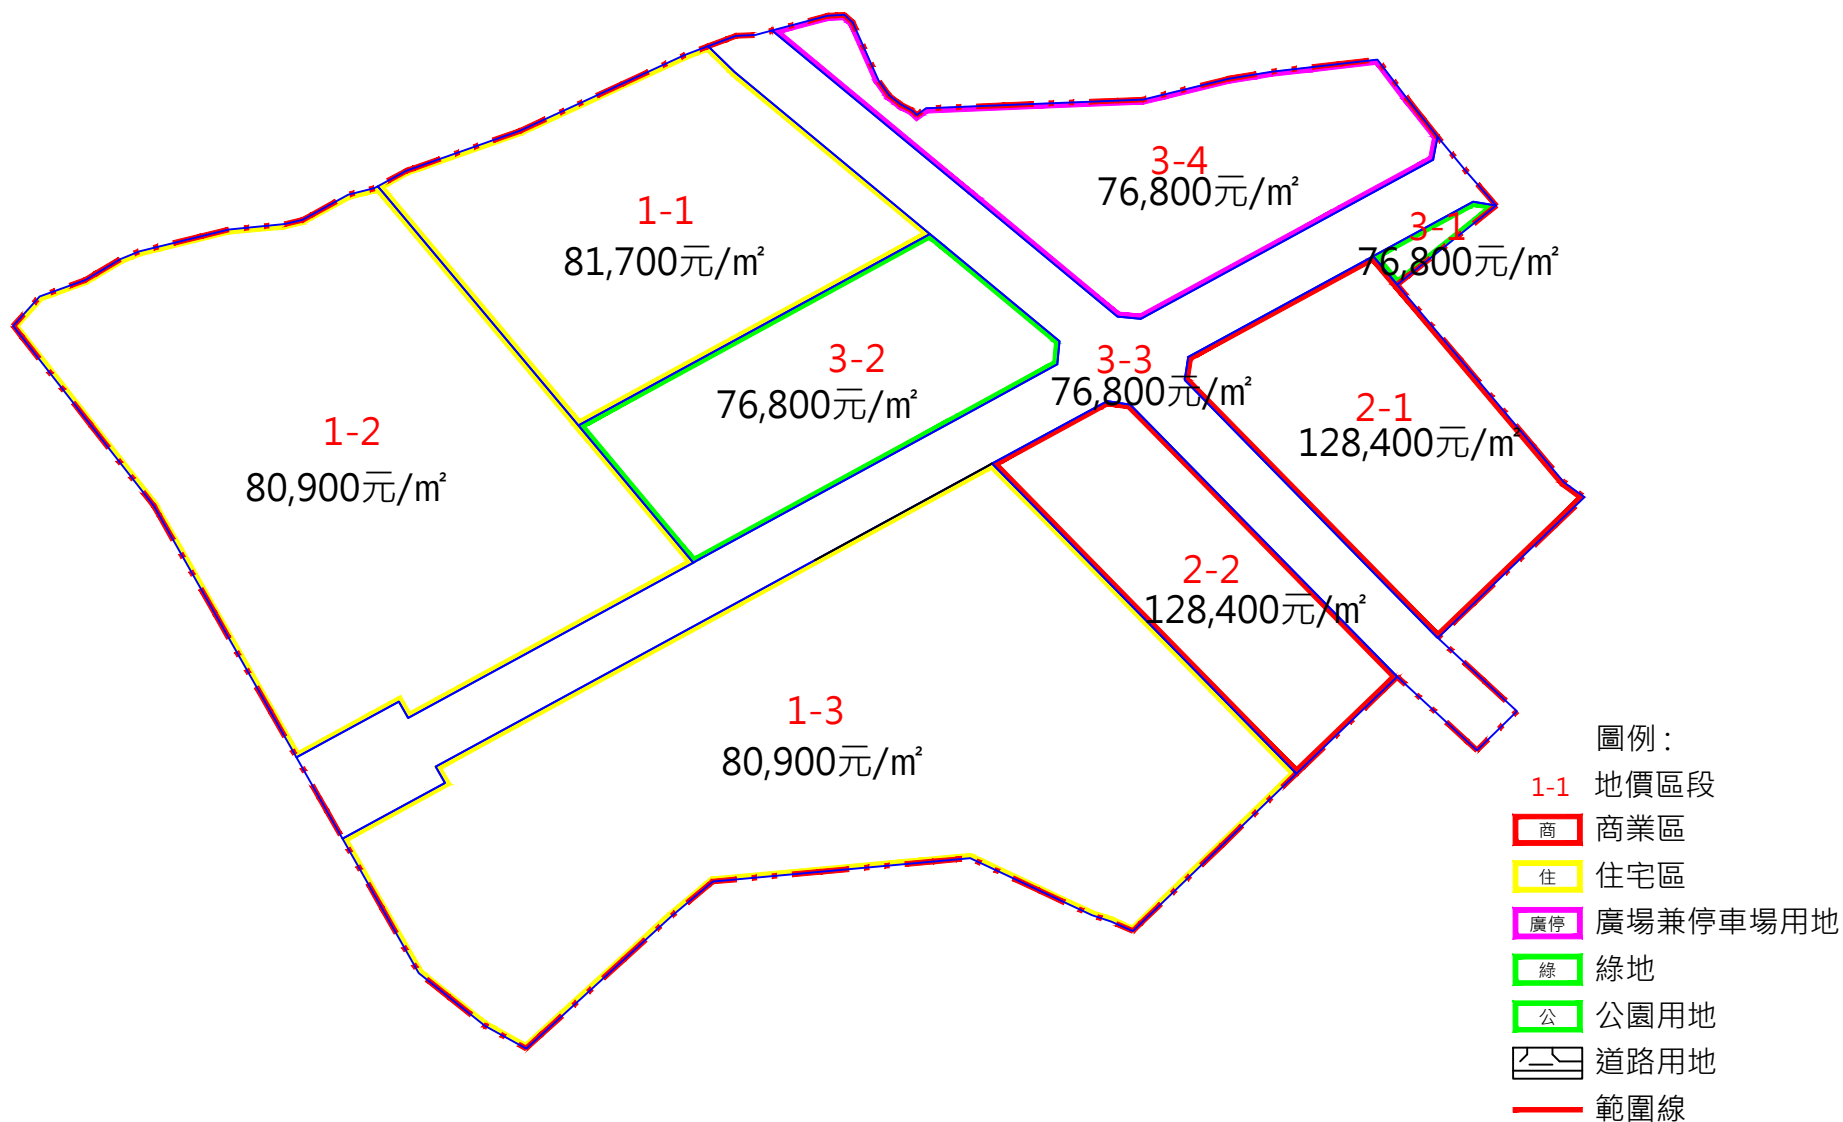 3-4
76,800元/㎡
1-1
81,700元/㎡
3-1
76,800元/㎡
3-2
76,800元/㎡
3-3
76,800元/㎡
2-1
128,400元/㎡
1-2
80,900元/㎡
2-2
128,400元/㎡
1-3
80,900元/㎡
圖例：
1-1 地價區段
商 商業區
住 住宅區
廣停 廣場兼停車場用地
綠 綠地
公 公園用地
道路用地
範圍線